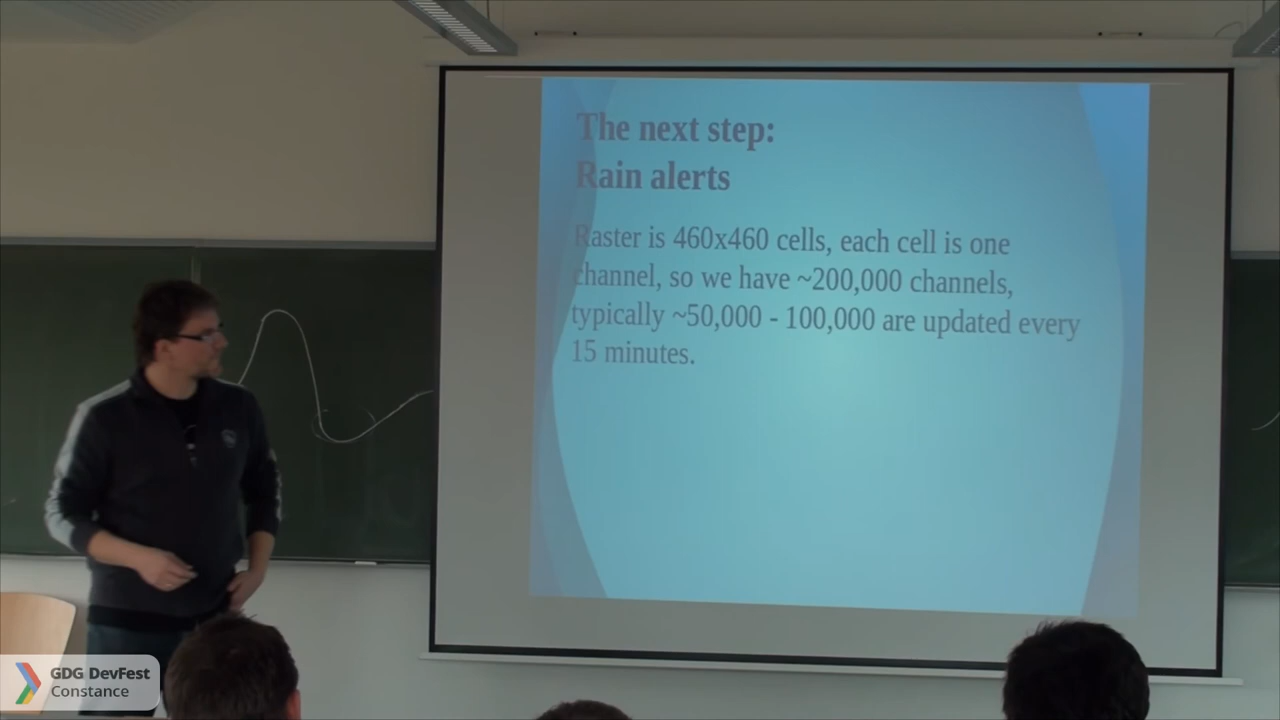 The next step:
Rain alerts
Raster is 460x460 cells, each cell is one
channel, so we have ~200,000 channels,
typically ~50,000 - 100,000 are updated every
15 minutes.
GDG DevFest
Constance